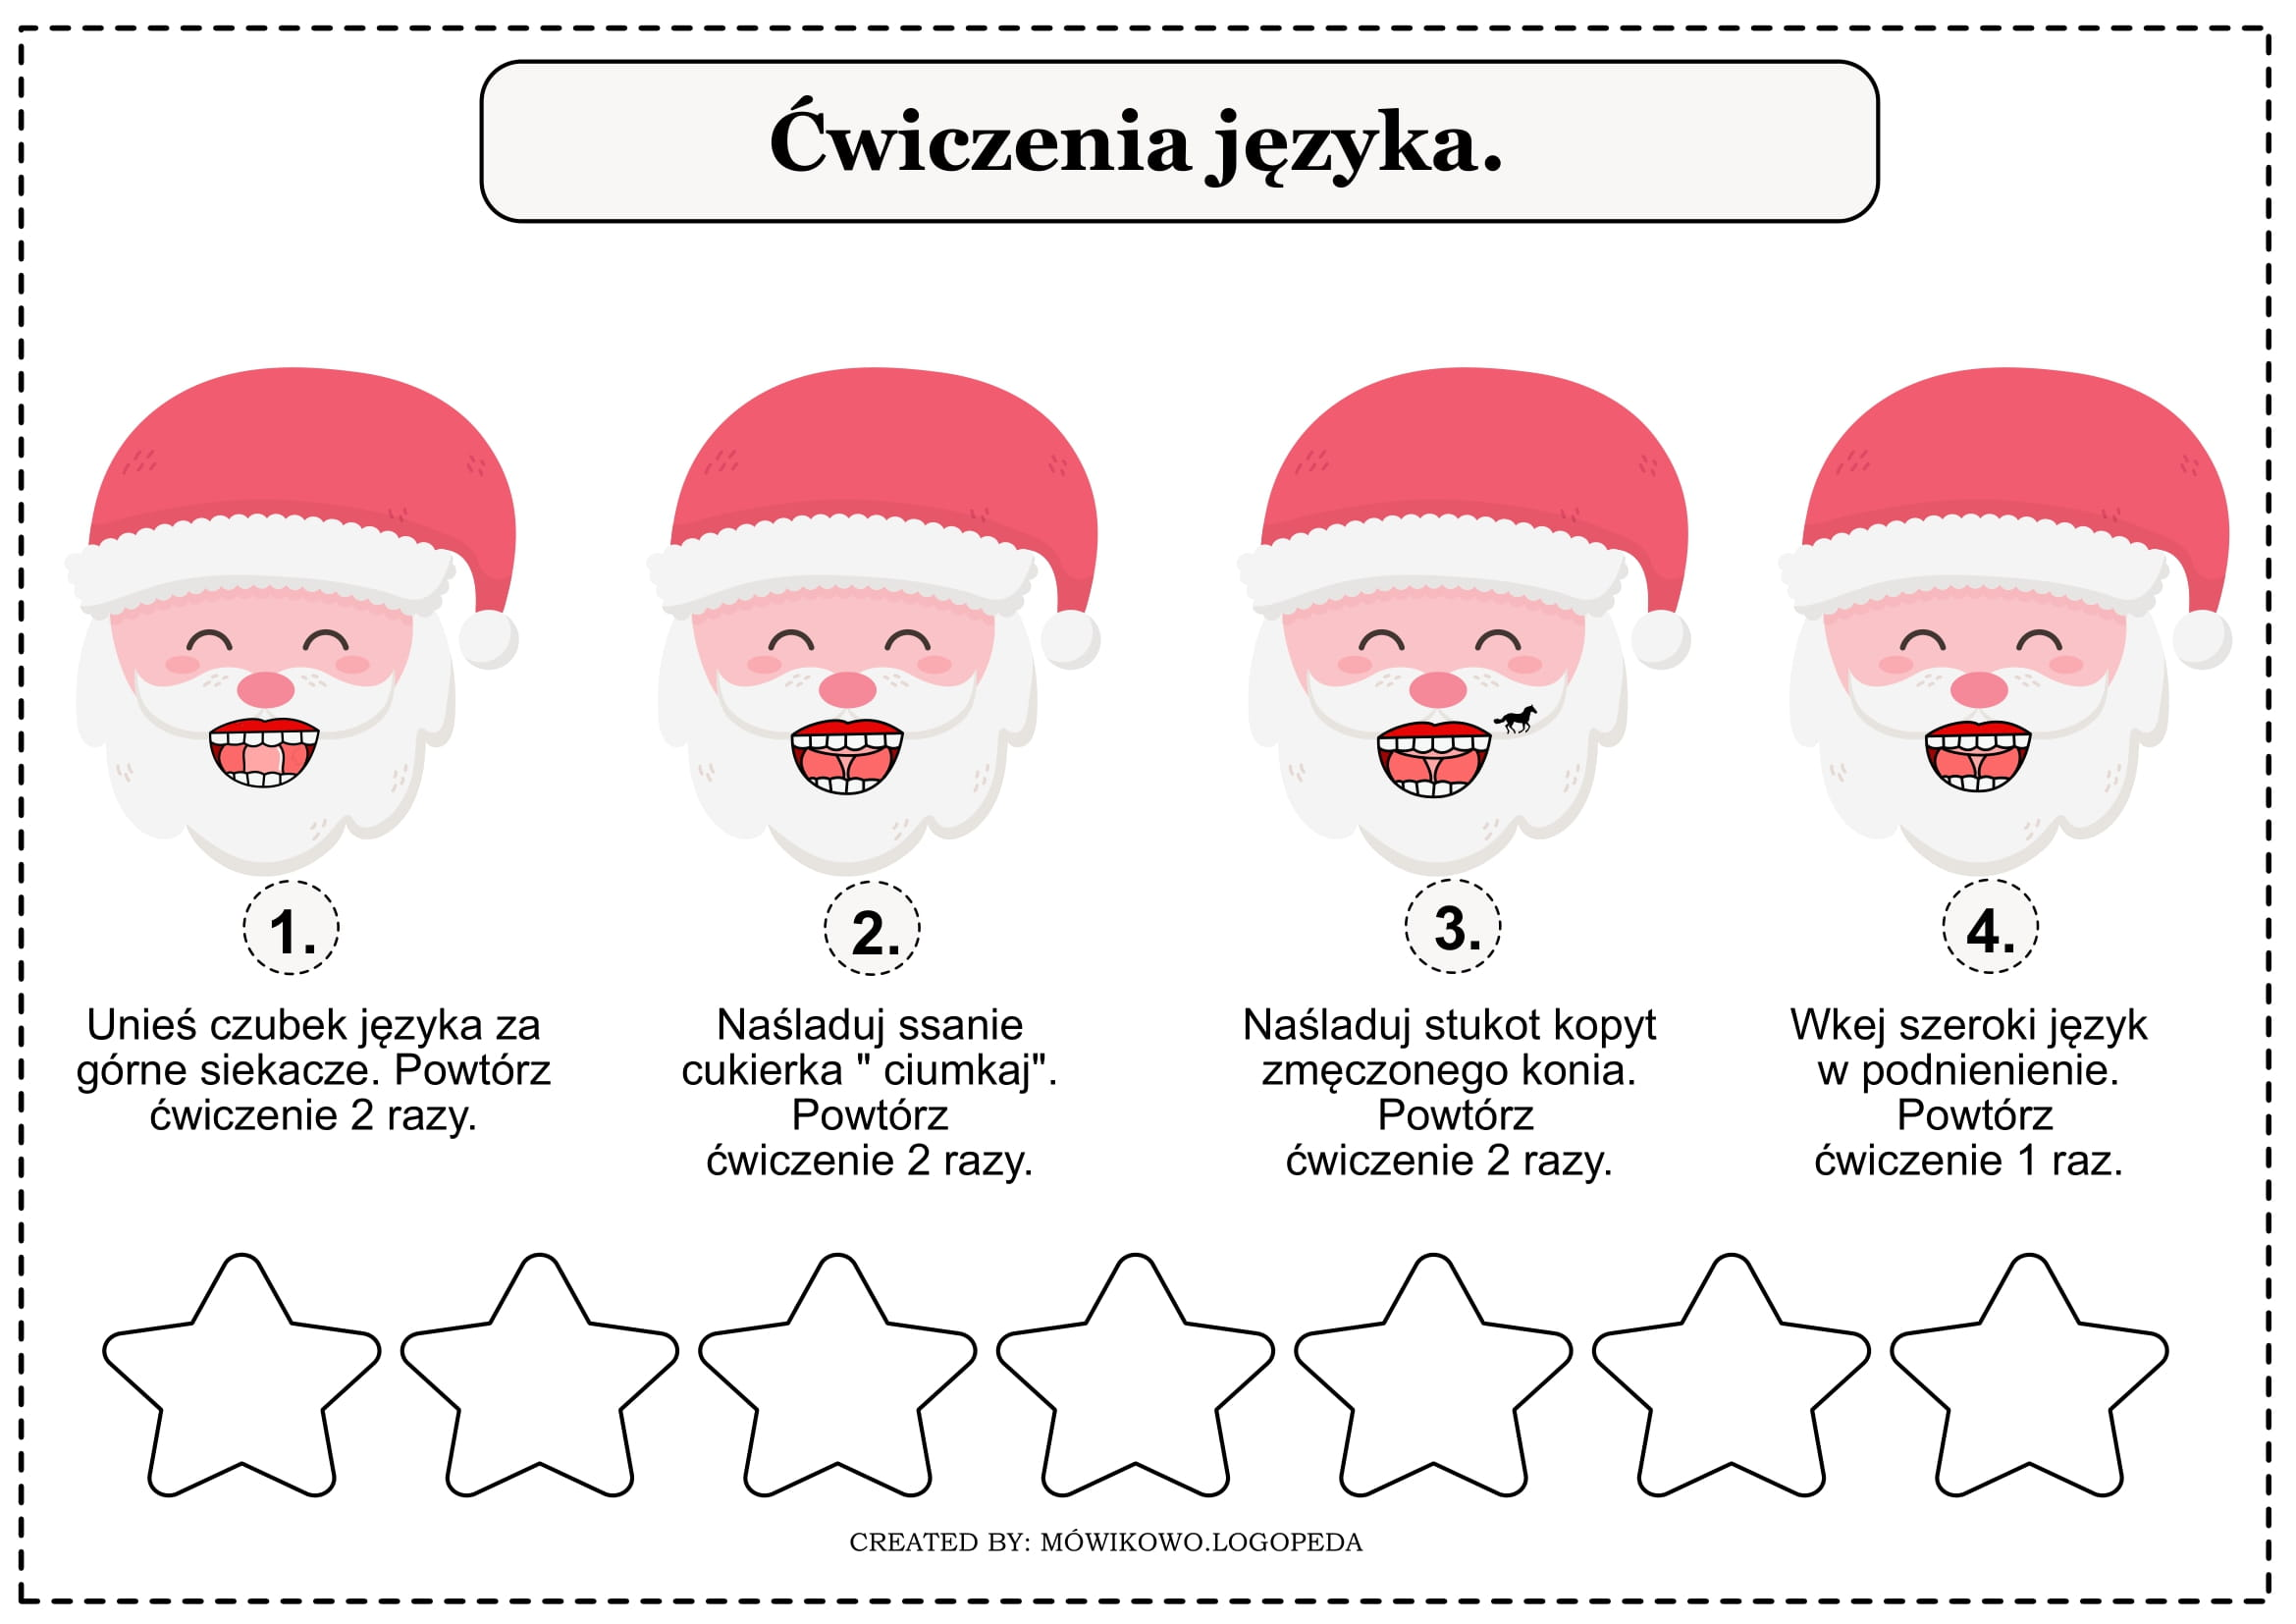 Ćwiczenia języka.
1.
Unieś czubek języka za
górne siekacze. Powtórz
ćwiczenie 2 razy.
2.
Naśladuj ssanie
cukierka " ciumkaj".
Powtórz
ćwiczenie 2 razy.
3.
Naśladuj stukot kopyt
zmęczonego konia.
Powtórz
ćwiczenie 2 razy.
4.
Wkej szeroki język
w podnienienie.
Powtórz
ćwiczenie 1 raz.
CREATED BY: MÓWIKOWO.LOGOPEDA